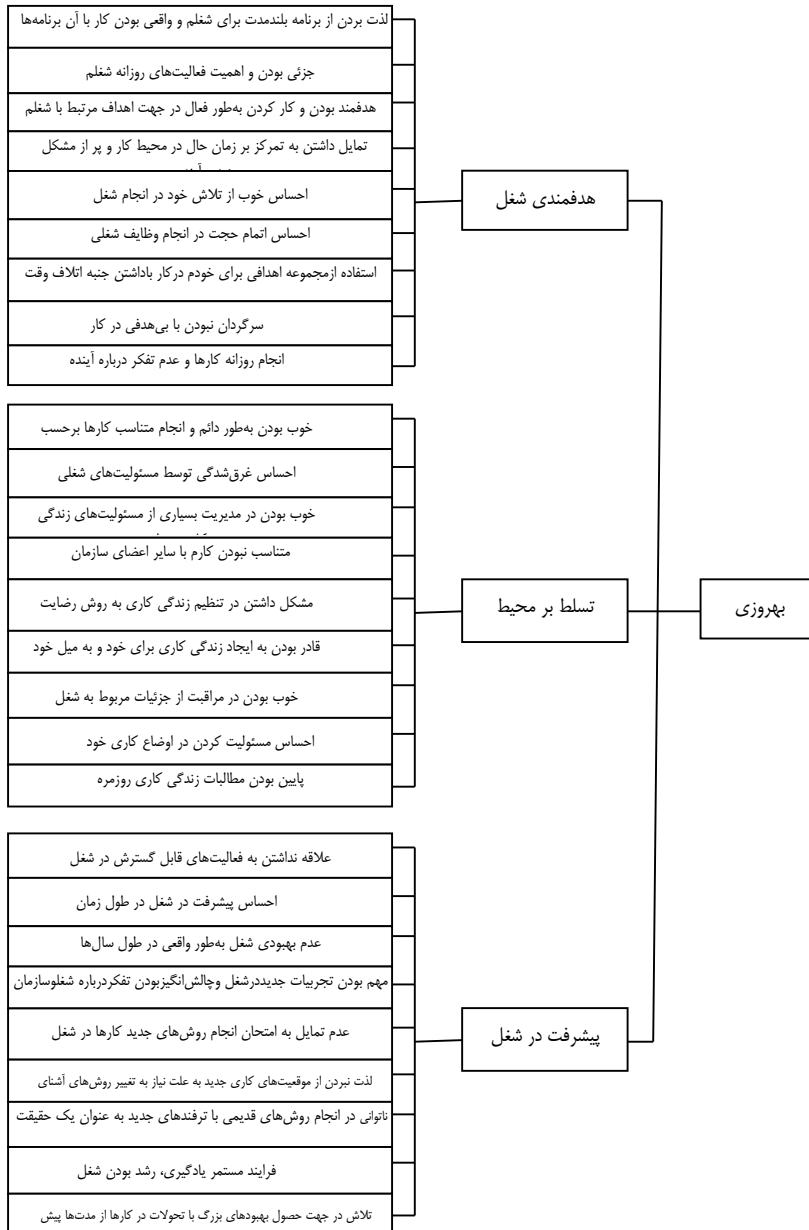 لذت بردن از برنامه بلندمدت برای شغلم و واقعی بودن کار با آن برنامه‌ها
جزئی بودن و اهمیت فعالیت‌های روزانه شغلم
هدفمند بودن و کار کردن به‌طور فعال در جهت اهداف مرتبط با شغلم
تمایل داشتن به تمرکز بر زمان حال در محیط کار و پر از مشکل
احساس خوب از تلاش خود در انجام شغل
احساس اتمام حجت در انجام وظایف شغلی
استفاده ازمجموعه اهدافی برای خودم درکار باداشتن جنبه اتلاف وقت
سرگردان نبودن با بی‌هدفی در کار
انجام روزانه کارها و عدم تفکر درباره آینده
هدفمندی شغل
خوب بودن به‌طور دائم و انجام متناسب کارها برحسب
احساس غرق‌شدگی توسط مسئولیت‌های شغلی
خوب بودن در مدیریت بسیاری از مسئولیت‌های زندگی
متناسب نبودن کارم با سایر اعضای سازمان
مشکل داشتن در تنظیم زندگی کاری به روش رضایت
قادر بودن به ایجاد زندگی کاری برای خود و به میل خود
خوب بودن در مراقبت از جزئیات مربوط به شغل
احساس مسئولیت کردن در اوضاع کاری خود
پایین بودن مطالبات زندگی کاری روزمره
تسلط بر محیط
بهروزی
علاقه نداشتن به فعالیت‌های قابل گسترش در شغل
احساس پیشرفت در شغل در طول زمان
عدم بهبودی شغل به‌طور واقعی در طول سال‌ها
مهم بودن تجربیات جدیددرشغل وچالش‌انگیزبودن تفکردرباره شغلوسازمان
عدم تمایل به امتحان انجام روش‌های جدید کارها در شغل
لذت نبردن از موقعیت‌های کاری جدید به علت نیاز به تغییر روش‌های آشنای
ناتوانی در انجام روش‌های قدیمی با ترفندهای جدید به عنوان یک حقیقت
فرایند مستمر یادگیری، رشد بودن شغل
تلاش در جهت حصول بهبودهای بزرگ با تحولات در کارها از مدت‌ها پیش
پیشرفت در شغل